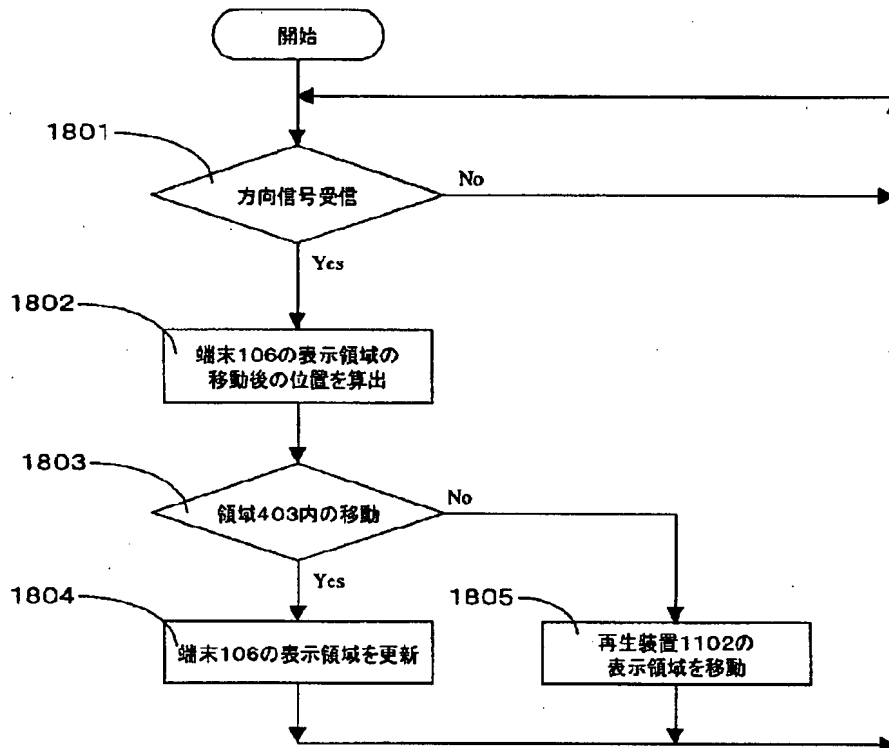 開始
1801
方向信号受信
No
Yes
1802
端末106の表示領域の
移動後の位置を算出
1803
領域403内の移動
No
Yes
1804
端末106の表示領域を更新
1805
再生装置1102の
表示領域を移動